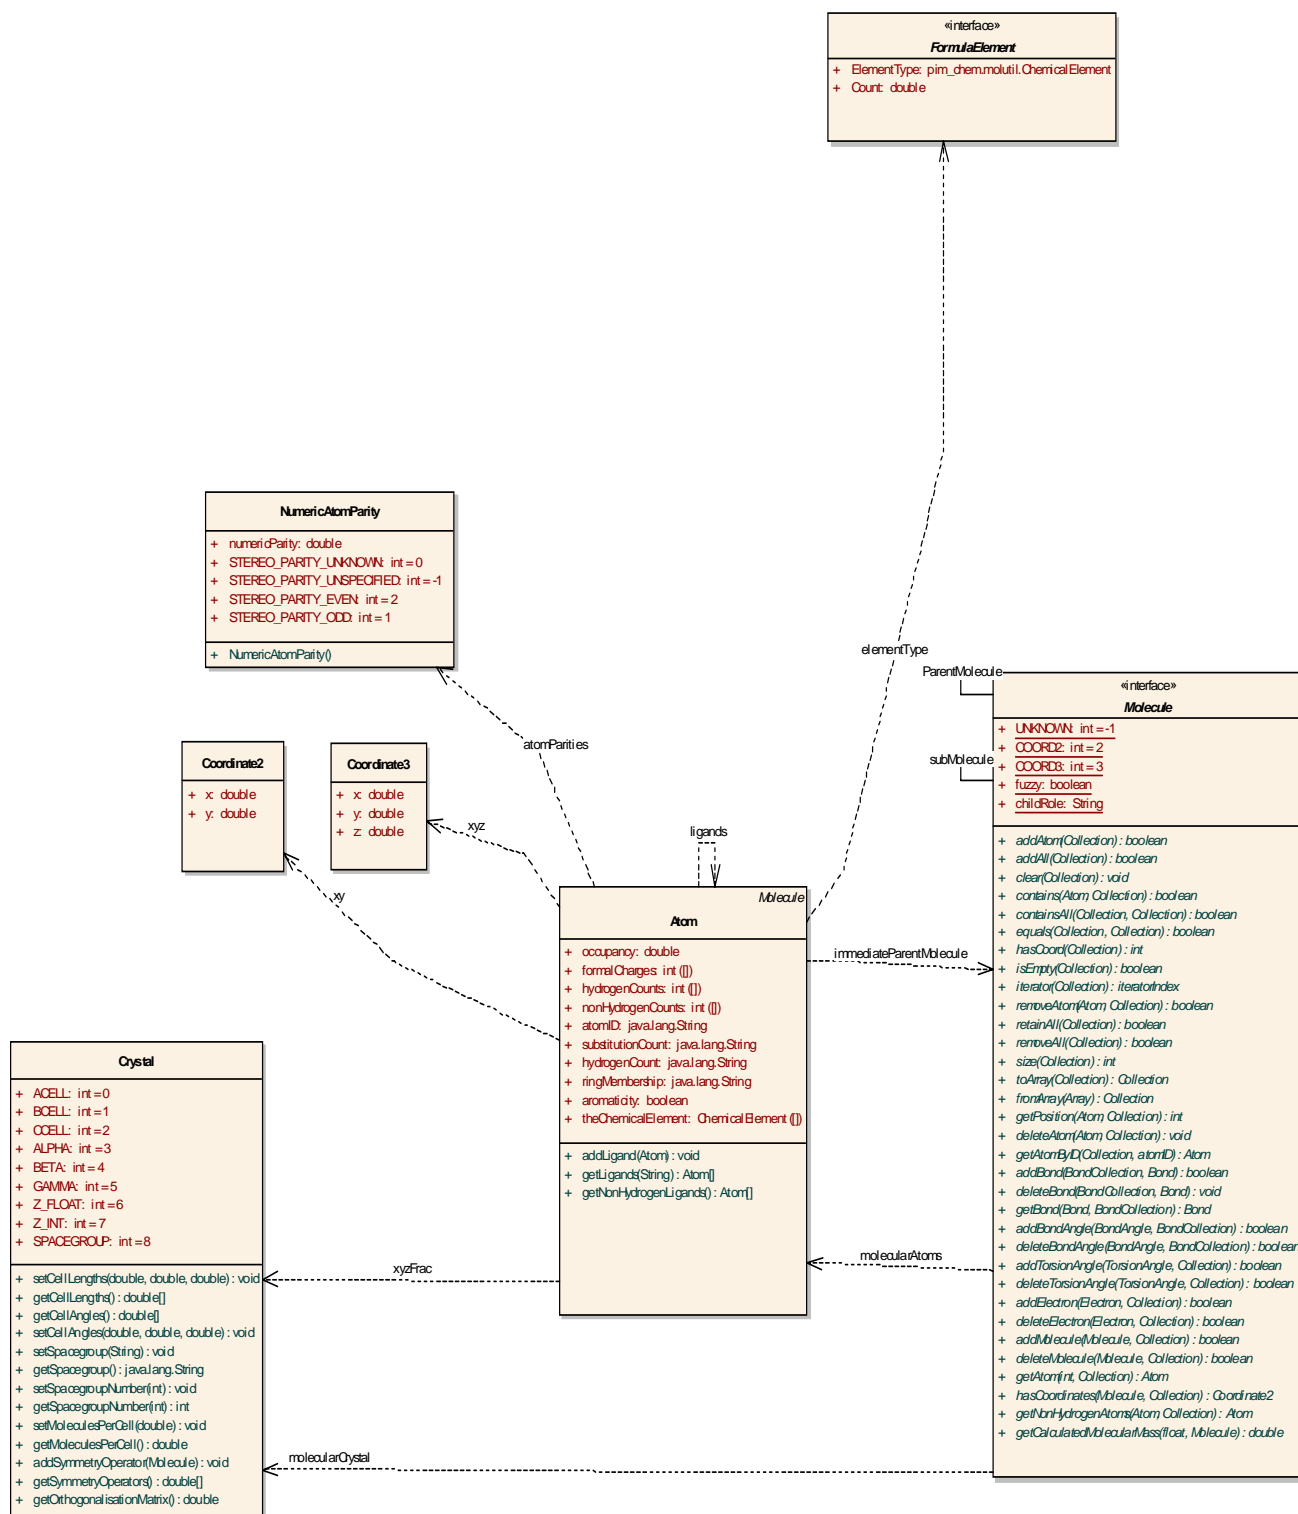 «interface»
FormulaElement
+ ElementType: pim_chem.molutil.ChemicalElement
+ Count: double
NumericAtomParity
+ numericParity: double
+ STEREO_PARITY_UNKNOWN: int = 0
+ STEREO_PARITY_UNSPECIFIED: int = -1
+ STEREO_PARITY_EVEN: int = 2
+ STEREO_PARITY_ODD: int = 1
+ NumericAtomParity()
elementType
ParentMolecule
subMolecule
«interface»
Molecule
+ UNKNOWN: int = -1
+ COORD2: int = 2
+ COORD3: int = 3
+ fuzzy: boolean
+ childRole: String
+ addAtom(Collection) : boolean
+ addAll(Collection) : boolean
+ clear(Collection) : void
+ contains(Atom, Collection) : boolean
+ containsAll(Collection, Collection) : boolean
+ equals(Collection, Collection) : boolean
+ hasCoord(Collection) : int
+ isEmpty(Collection) : boolean
+ iterator(Collection) : iteratorIndex
+ removeAtom(Atom, Collection) : boolean
+ retainAll(Collection) : boolean
+ removeAll(Collection) : boolean
+ size(Collection) : int
+ toArray(Collection) : Collection
+ fromArray(Array) : Collection
+ getPosition(Atom, Collection) : int
+ deleteAtom(Atom, Collection) : void
+ getAtomByID(Collection, atomID) : Atom
+ addBond(BondCollection, Bond) : boolean
+ deleteBond(BondCollection, Bond) : void
+ getBond(Bond, BondCollection) : Bond
+ addBondAngle(BondAngle, BondCollection) : boolean
+ deleteBondAngle(BondAngle, BondCollection) : boolean
+ addTorsionAngle(TorsionAngle, Collection) : boolean
+ deleteTorsionAngle(TorsionAngle, Collection) : boolean
+ addElectron(Electron, Collection) : boolean
+ deleteElectron(Electron, Collection) : boolean
+ addMolecule(Molecule, Collection) : boolean
+ deleteMolecule(Molecule, Collection) : boolean
+ getAtom(int, Collection) : Atom
+ hasCoordinates(Molecule, Collection) : Coordinate2
+ getNonHydrogenAtoms(Atom, Collection) : Atom
+ getCalculatedMolecularMass(float, Molecule) : double
atomParities
Coordinate2
+ x: double
+ y: double
Coordinate3
+ x: double
+ y: double
+ z: double
xyz
xy
ligands
Molecule
Atom
+ occupancy: double
+ formalCharges: int ([])
+ hydrogenCounts: int ([])
+ nonHydrogenCounts: int ([])
+ atomID: java.lang.String
+ substitutionCount: java.lang.String
+ hydrogenCount: java.lang.String
+ ringMembership: java.lang.String
+ aromaticity: boolean
+ theChemicalElement: ChemicalElement ([])
+ addLigand(Atom) : void
+ getLigands(String) : Atom[]
+ getNonHydrogenLigands() : Atom[]
immediateParentMolecule
molecularAtoms
Crystal
+ ACELL: int = 0
+ BCELL: int = 1
+ CCELL: int = 2
+ ALPHA: int = 3
+ BETA: int = 4
+ GAMMA: int = 5
+ Z_FLOAT: int = 6
+ Z_INT: int = 7
+ SPACEGROUP: int = 8
+ setCellLengths(double, double, double) : void
+ getCellLengths() : double[]
+ getCellAngles() : double[]
+ setCellAngles(double, double, double) : void
+ setSpacegroup(String) : void
+ getSpacegroup() : java.lang.String
+ setSpacegroupNumber(int) : void
+ getSpacegroupNumber() : int
+ setMoleculesPerCell(double) : void
+ getMoleculesPerCell() : double
+ addSymmetryOperator(Molecule) : void
+ getSymmetryOperators() : double[]
+ getOrthogonalisationMatrix() : double
xyzFrac
molecularCrystal